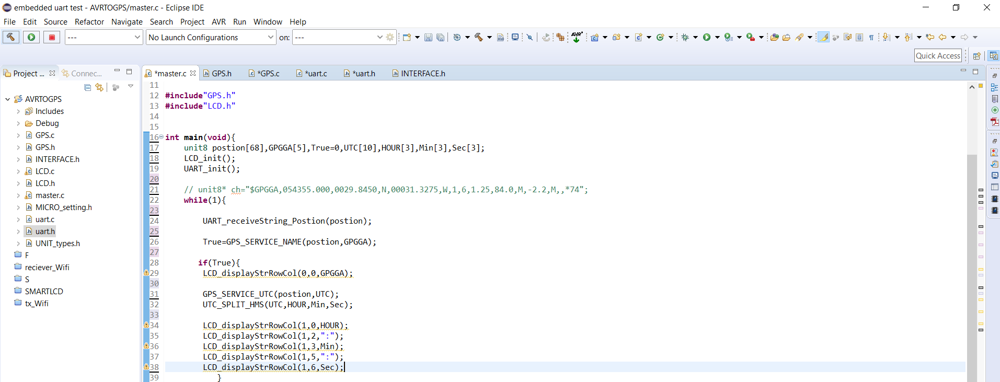 embedded uart test - AVRTOGPS/master.c - Eclipse IDE
File Edit Source Refactor Navigate Search Project AVR Run Window Help
--- No Launch Configurations on: --- 010 AVR
Quick Access
Project ... Connec... *master.c GPS.h *GPS.c *uart.c *uart.h INTERFACE.h
AVRTOGPS
Includes
Debug
GPS.c
GPS.h
INTERFACE.h
LCD.c
LCD.h
master.c
MICRO_setting.h
uart.c
uart.h
UNIT_types.h
F
reciever_Wifi
S
SMARTLCD
tx_Wifi
11
12 #include"GPS.h"
13 #include"LCD.h"
14
15
16 int main(void){
17 unit8 postion[68],GPGGA[5],True=0,UTC[10],HOUR[3],Min[3],Sec[3];
18 LCD_init();
19 UART_init();
20
21 // unit8* ch="$GPGGA,054355.000,0029.8450,N,00031.3275,W,1,6,1.25,84.0,M,-2.2,M,,*74";
22 while(1){
23
24 UART_receiveString_Postion(postion);
25
26 True=GPS_SERVICE_NAME(postion,GPGGA);
27
28 if(True){
29 LCD_displayStrRowCol(0,0,GPGGA);
30
31 GPS_SERVICE_UTC(postion,UTC);
32 UTC_SPLIT_HMS(UTC,HOUR,Min,Sec);
33
34 LCD_displayStrRowCol(1,0,HOUR);
35 LCD_displayStrRowCol(1,2,":");
36 LCD_displayStrRowCol(1,3,Min);
37 LCD_displayStrRowCol(1,5,":");
38 LCD_displayStrRowCol(1,6,Sec);
39 }